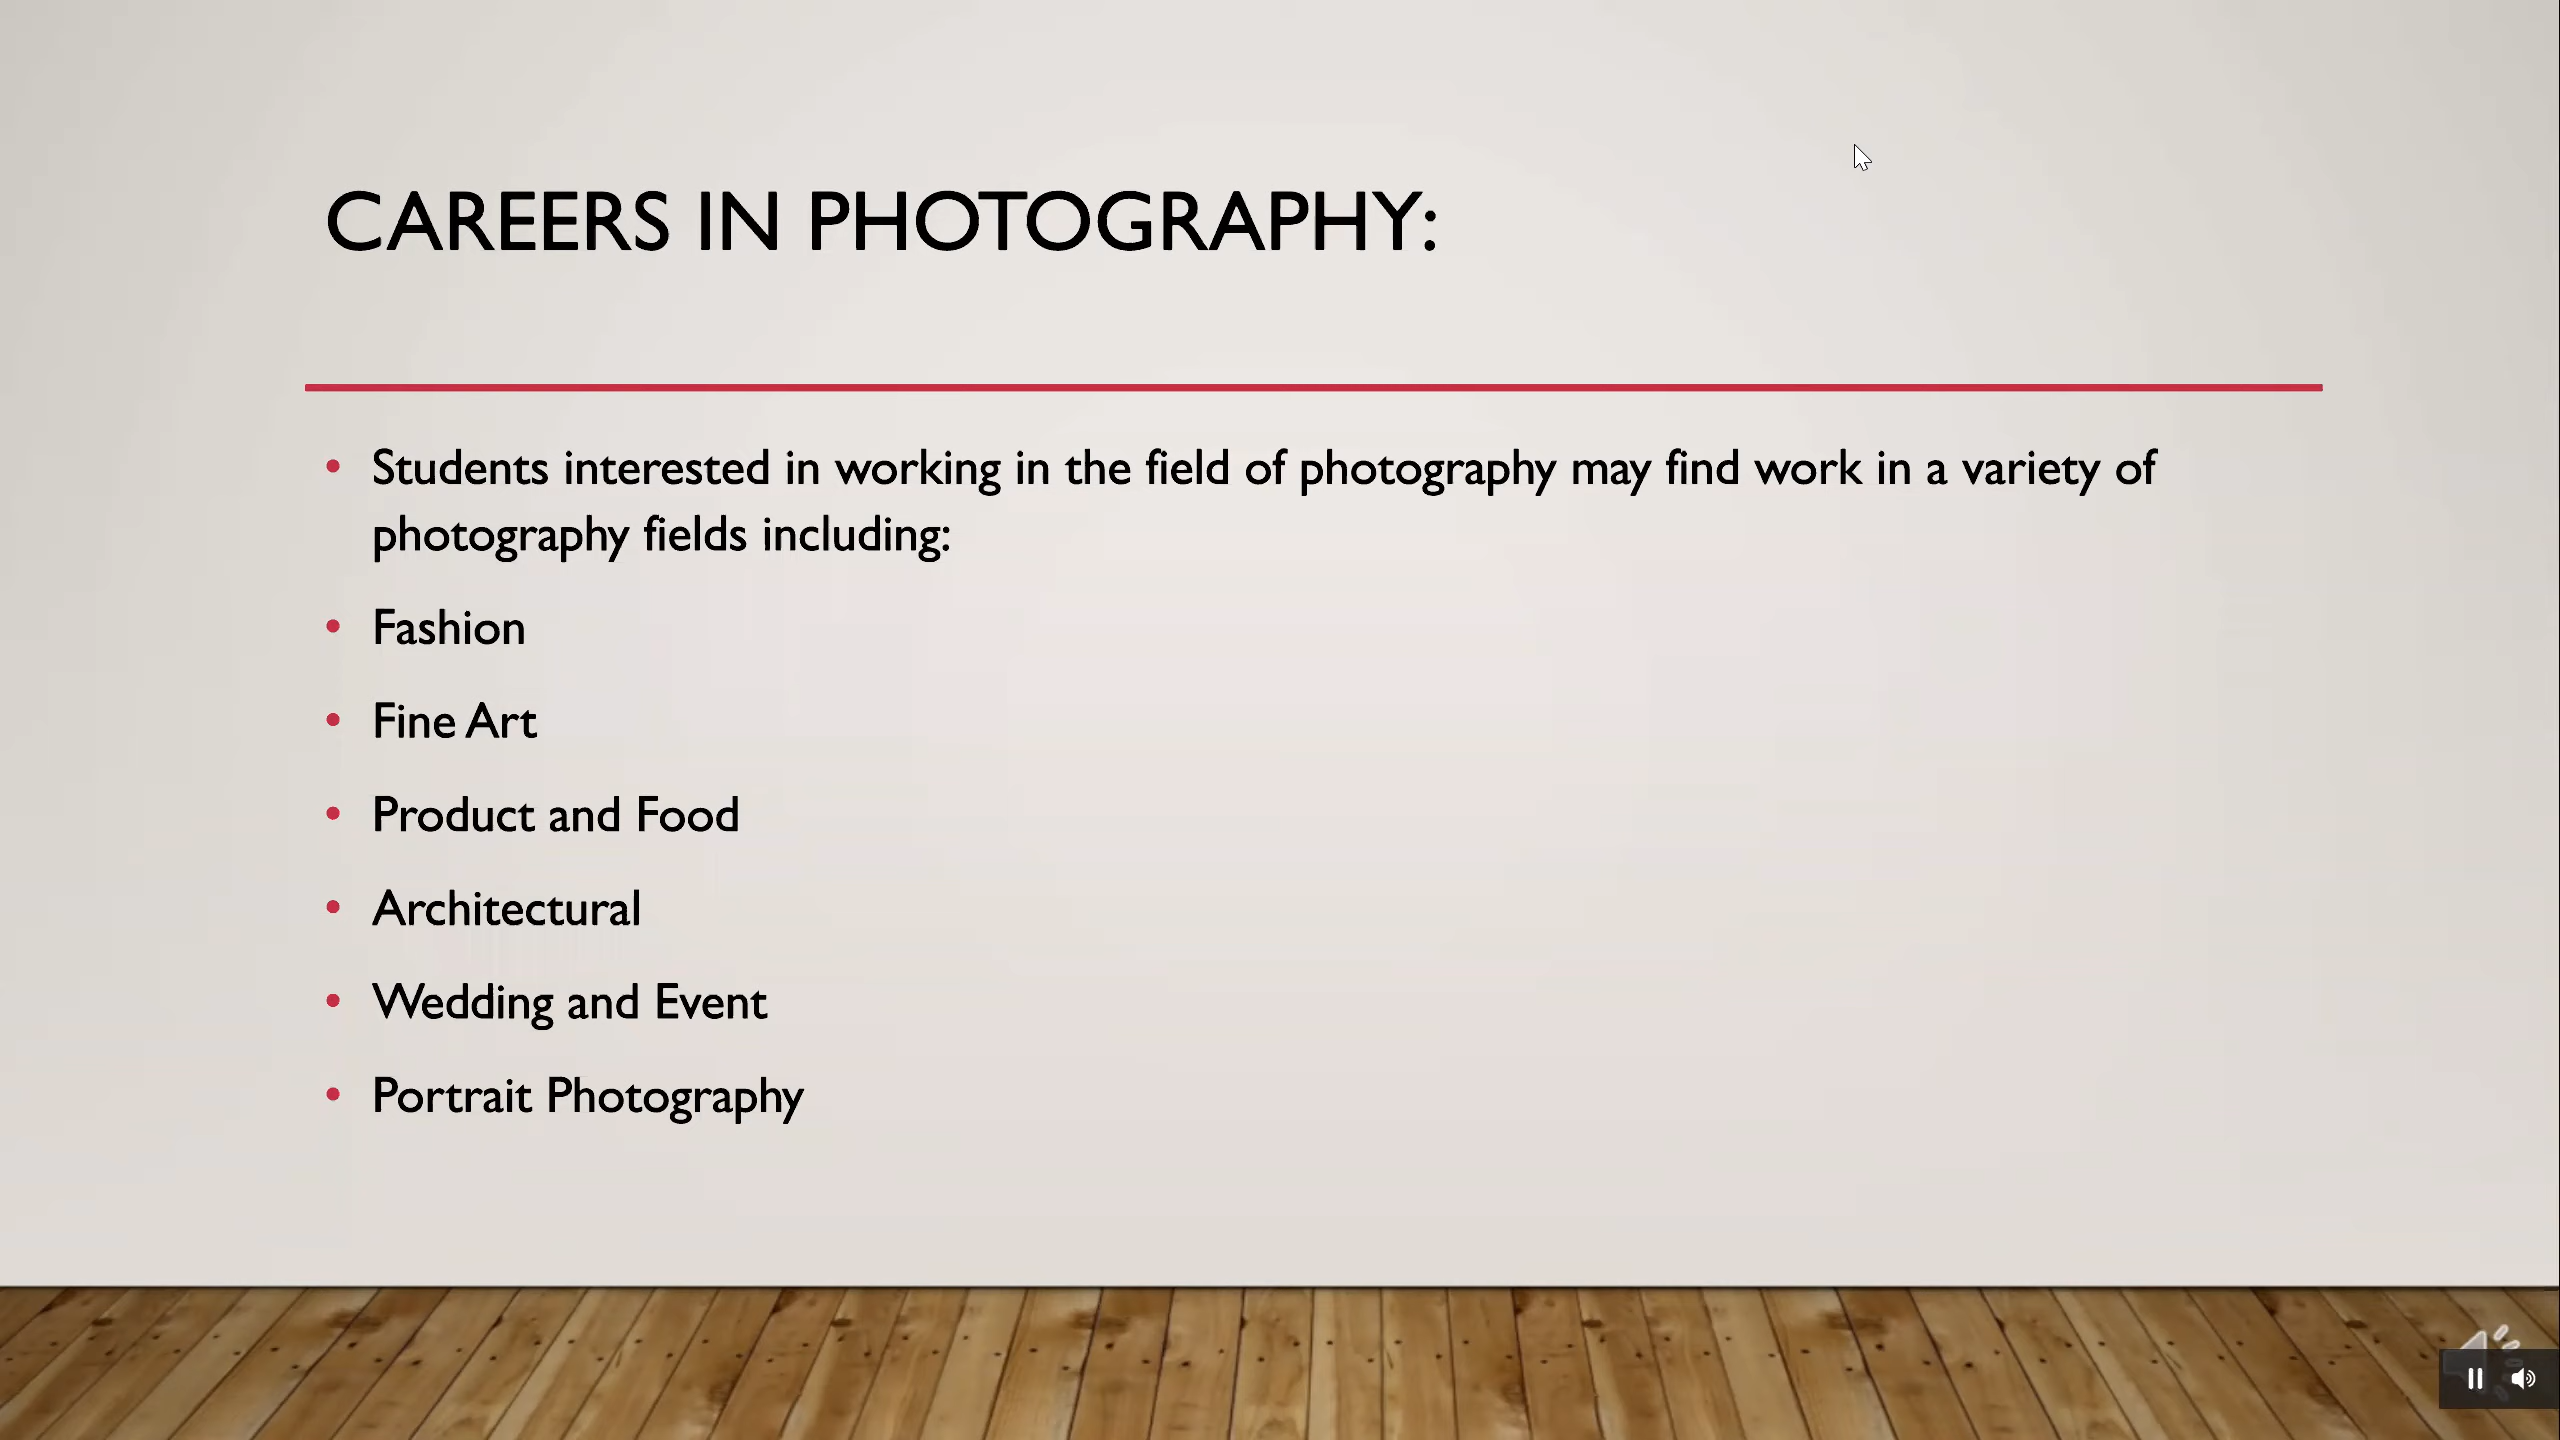 CAREERS IN PHOTOGRAPHY:
• Students interested in working in the field of photography may find work in a variety of
photography fields including:
• Fashion
• Fine Art
• Product and Food
• Architectural
• Wedding and Event
• Portrait Photography